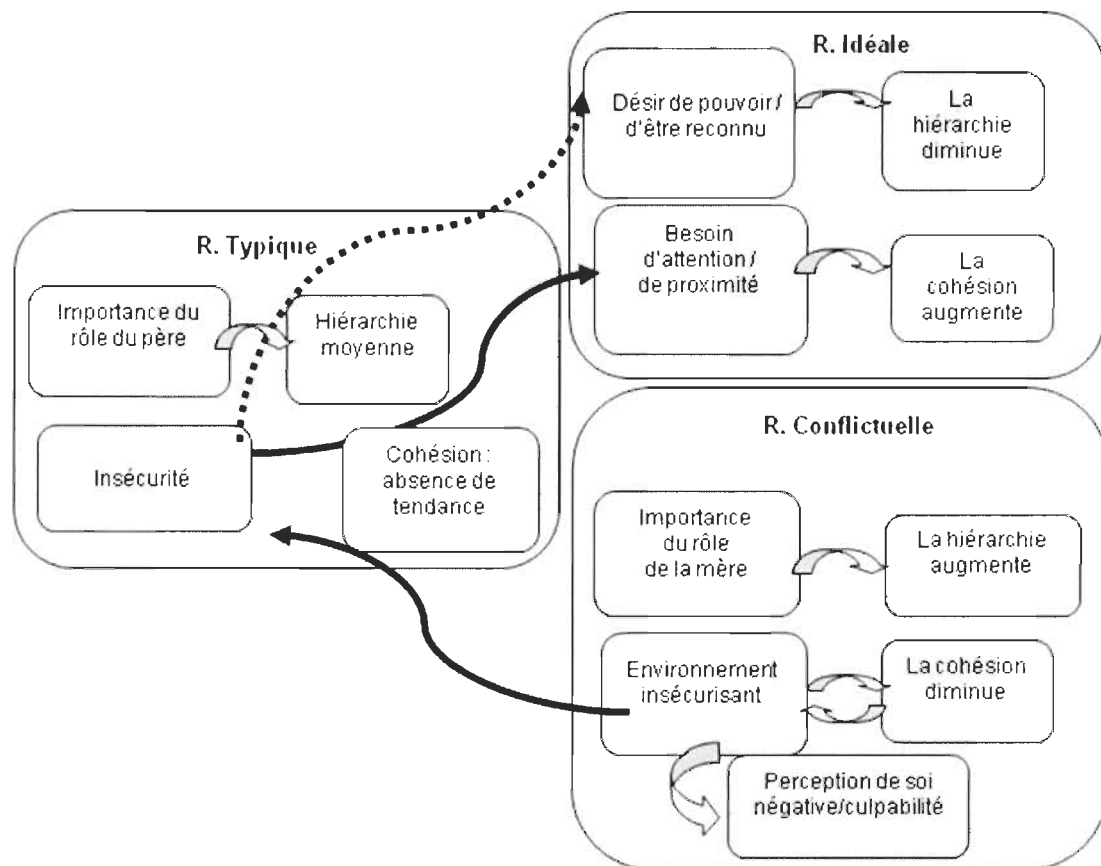 R. Idéale
Désir de pouvoir /
d'être reconnu
La
hiérarchie
diminue
Besoin
d'attention /
de proximité
La
cohésion
augmente
R. Typique
Importance du
rôle du père
Hiérarchie
moyenne
Insécurité
Cohésion :
absence de
tendance
R. Conflictuelle
Importance
du rôle
de la mère
La hiérarchie
augmente
Environnement
insécurisant
La cohésion
diminue
Perception de soi
négative/culpabilité